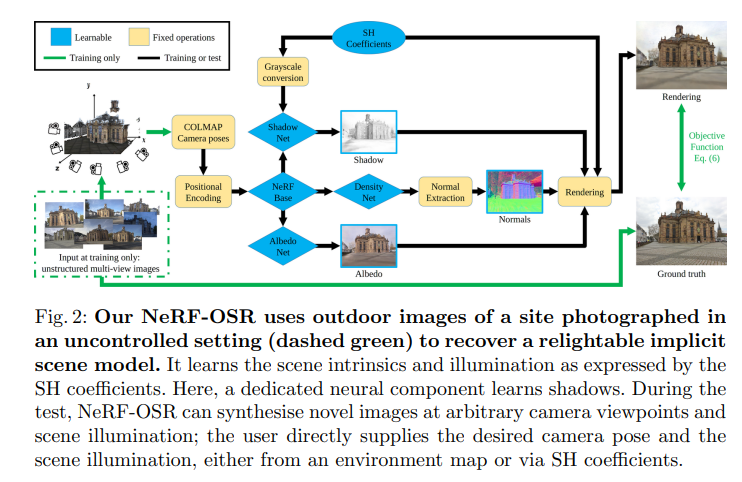 Learnable
Fixed operations
Training only
Training or test
SH
Coefficients
Grayscale
conversion
y
x
z
COLMAP
Camera poses
Shadow
Net
Shadow
Rendering
Positional
Encoding
NeRF
Base
Density
Net
Normal
Extraction
Normals
Rendering
Objective
Function
Eq. (6)
Input at training only:
unstructured multi-view images
Albedo
Net
Albedo
Ground truth
Fig. 2: Our NeRF-OSR uses outdoor images of a site photographed in
an uncontrolled setting (dashed green) to recover a relightable implicit
scene model. It learns the scene intrinsics and illumination as expressed by the
SH coefficients. Here, a dedicated neural component learns shadows. During the
test, NeRF-OSR can synthesise novel images at arbitrary camera viewpoints and
scene illumination; the user directly supplies the desired camera pose and the
scene illumination, either from an environment map or via SH coefficients.